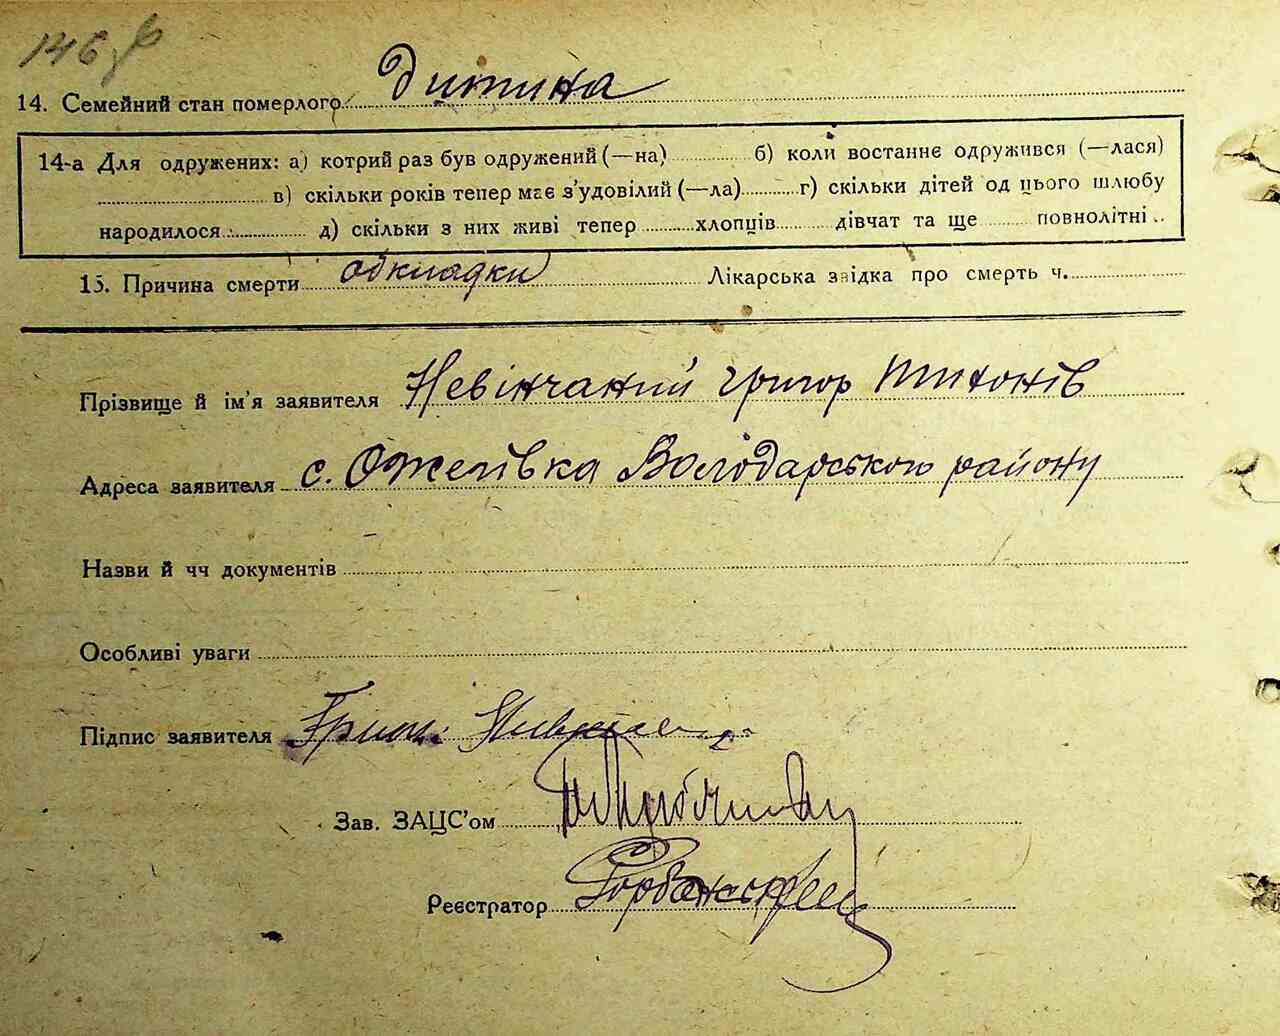 146
14. Семейний стан померлого дитина
14-а Для одружених: а) котрий раз був одружений (—на) б) коли востаннє одружився (—лася)
в) скільки років тепер має з'удовілий (—ла) г) скільки дітей од цього шлюбу
народилося д) скільки з них живі тепер хлопців дівчат та ще повнолітні
15. Причина смерти обкладки Лікарська звідка про смерть ч.
Прізвище й ім'я заявителя Невінчаний Григор Тихонів
Адреса заявителя с. Ожегівка Володарського району
Назви й чч документів
Особливі уваги
Підпис заявителя
Зав. ЗАЦС'ом
Реєстратор